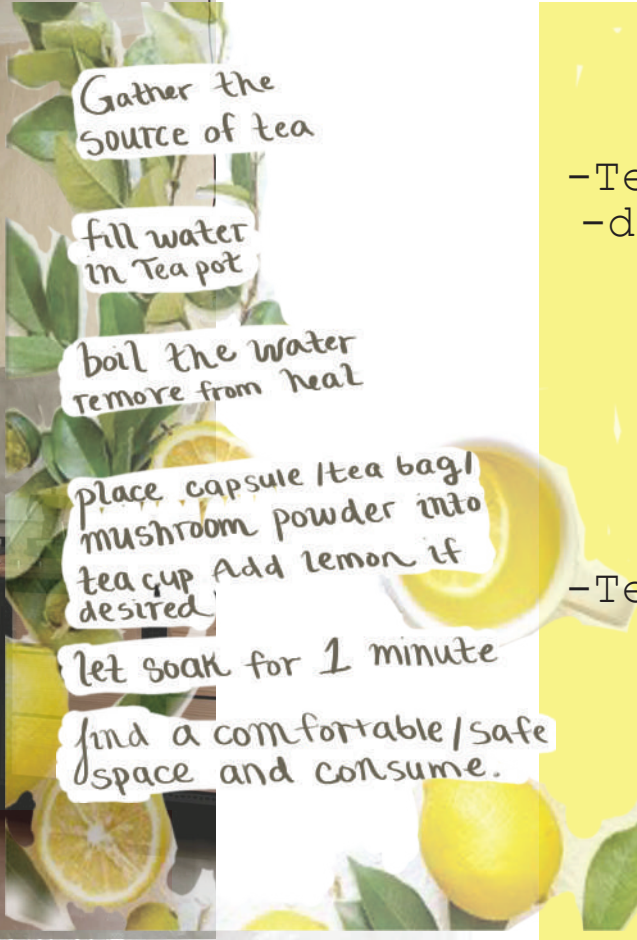 Gather the
source of tea
fill water
in Tea pot
boil the water
remove from heat
place capsule/tea bag/
mushroom powder into
tea cup Add lemon if
desired
let soak for 1 minute
find a comfortable/safe
space and consume.
-Te
-d
-Te